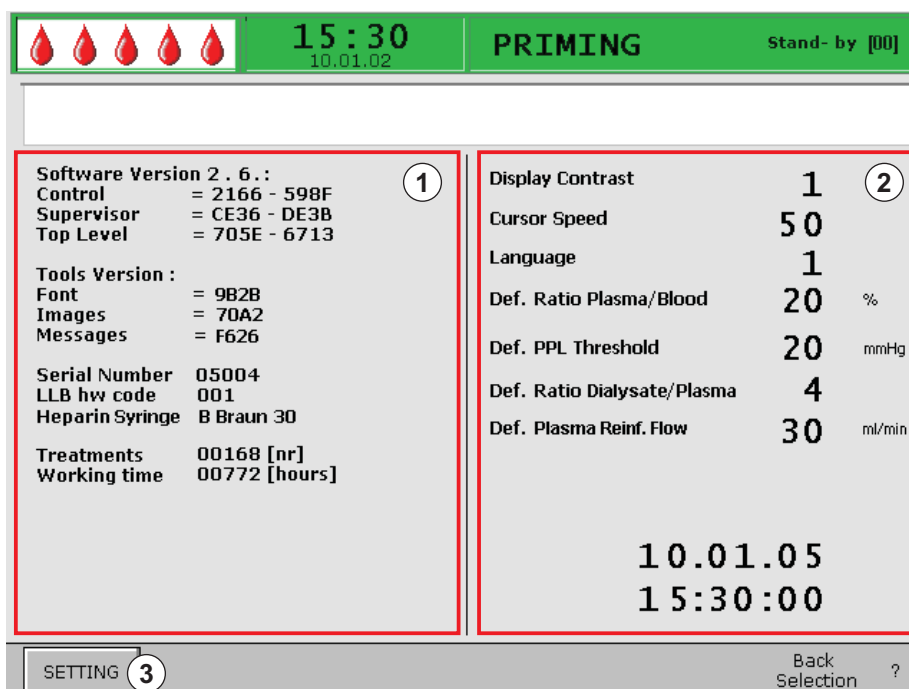 15:30
10.01.02
PRIMING
Stand- by [00]
Software Version 2 . 6.:
Control = 2166 - 598F
Supervisor = CE36 - DE3B
Top Level = 705E - 6713
Tools Version :
Font = 9B2B
Images = 70A2
Messages = F626
Serial Number 05004
LLB hw code 001
Heparin Syringe B Braun 30
Treatments 00168 [nr]
Working time 00772 [hours]
1
Display Contrast 1
Cursor Speed 50
Language 1
Def. Ratio Plasma/Blood 20 %
Def. PPL Threshold 20 mmHg
Def. Ratio Dialysate/Plasma 4
Def. Plasma Reinf. Flow 30 ml/min
2
10.01.05
15:30:00
SETTING
3
Back
Selection
?